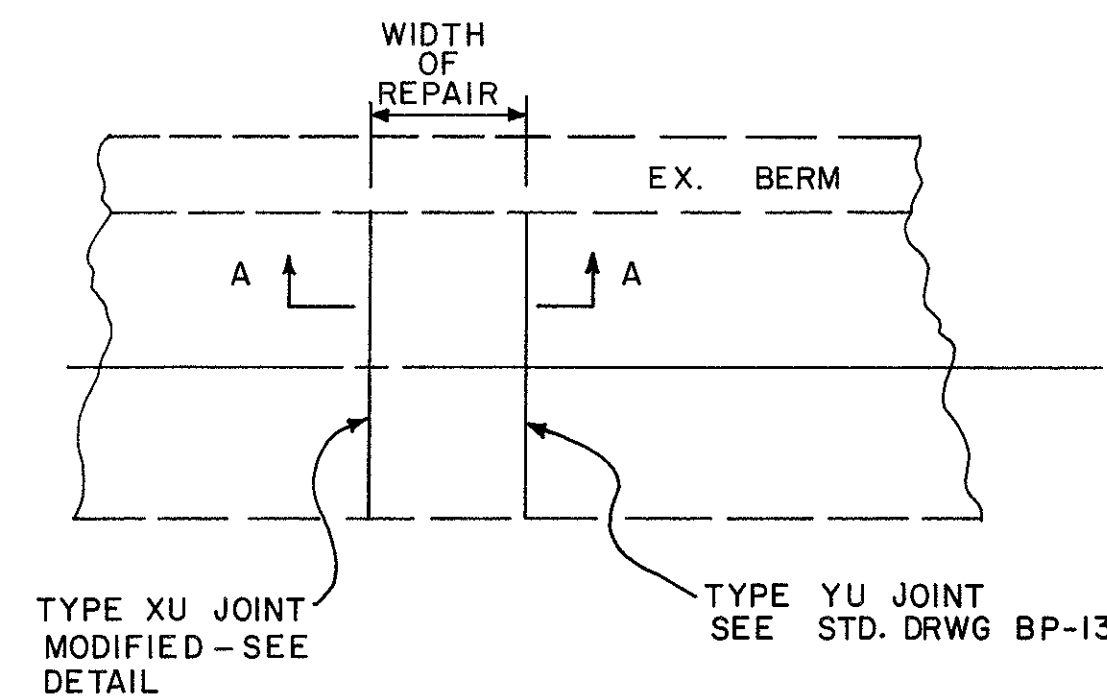 WIDTH
OF
REPAIR
EX. BERM
A
A
TYPE XU JOINT
MODIFIED – SEE
DETAIL
TYPE YU JOINT
SEE STD. DRWG BP-13